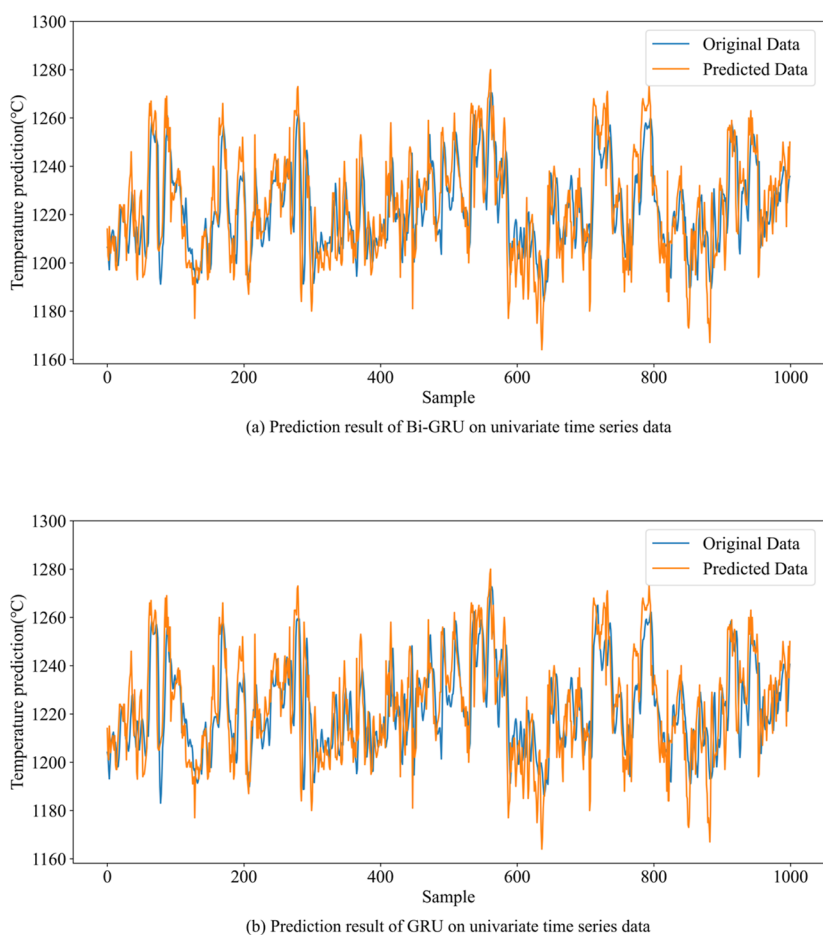 1300
1280
1260
1240
1220
1200
1180
1160
Temperature prediction(°C)
Original Data
Predicted Data
0 200 400 600 800 1000
Sample
(a) Prediction result of Bi-GRU on univariate time series data
1300
1280
1260
1240
1220
1200
1180
1160
Temperature prediction(°C)
Original Data
Predicted Data
0 200 400 600 800 1000
Sample
(b) Prediction result of GRU on univariate time series data